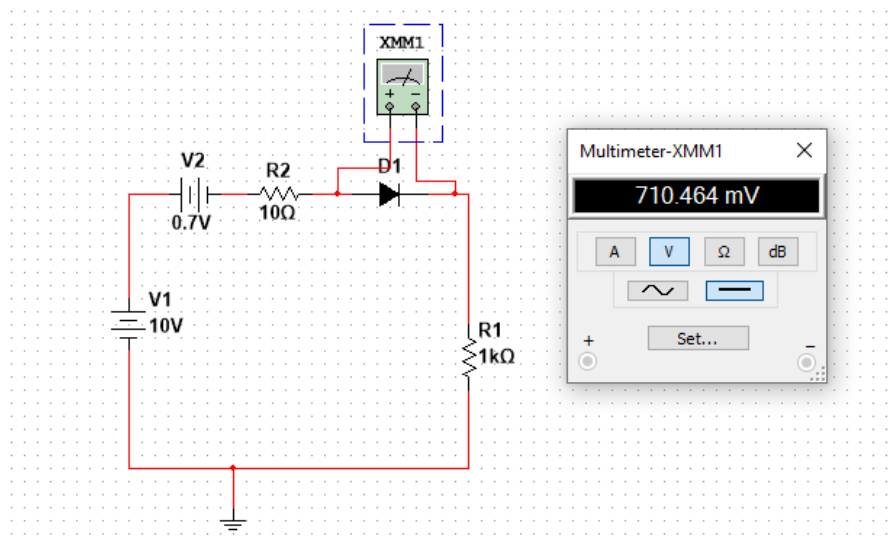 XMM1
+ −
V2
0.7V
R2
10Ω
D1
V1
10V
R1
1kΩ
Multimeter-XMM1
710.464 mV
A V Ω dB
Set...
+ −